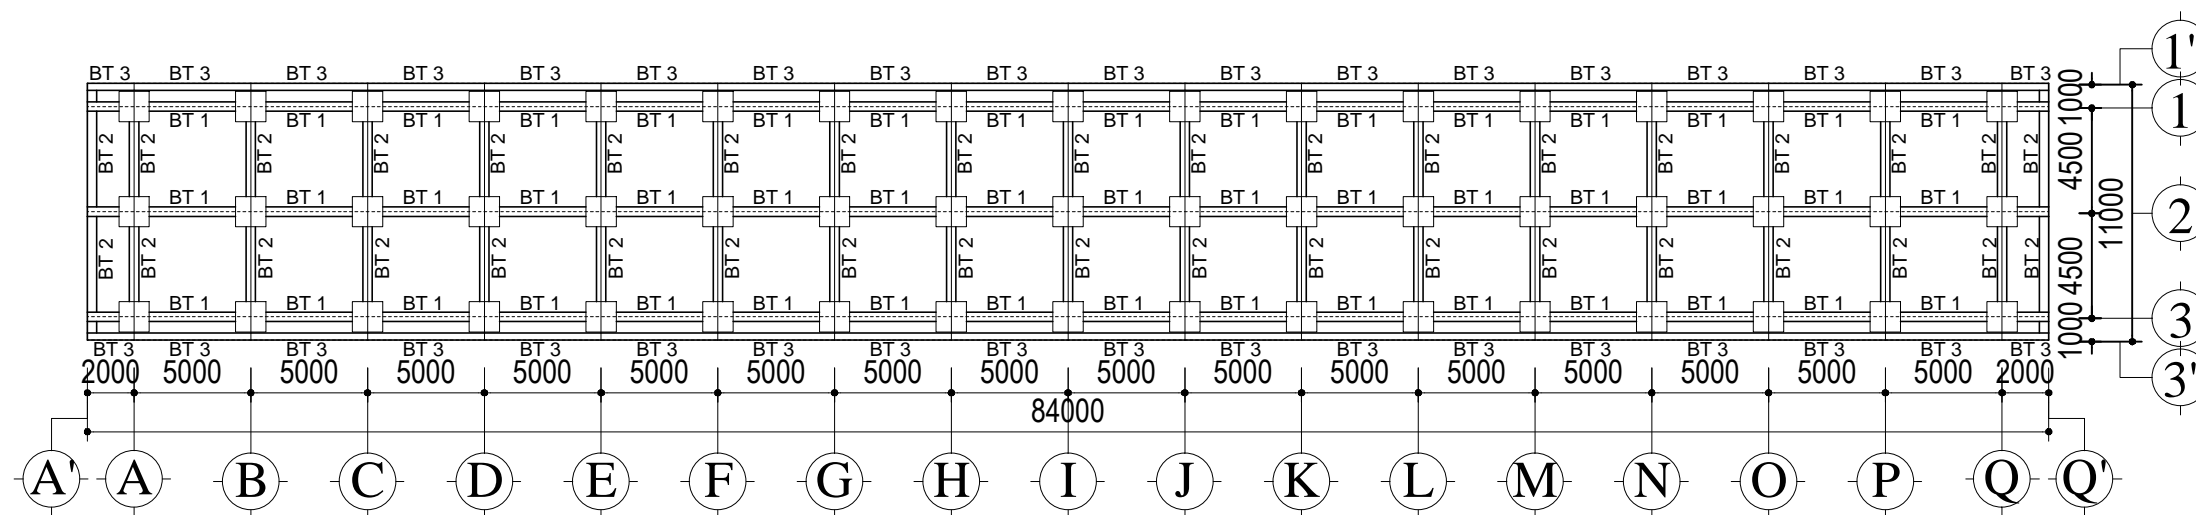 BT 3 BT 3 BT 3 BT 3 BT 3 BT 3 BT 3 BT 3 BT 3 BT 3 BT 3 BT 3 BT 3 BT 3 BT 3 BT 3 BT 3 BT 3
1'
1000
1
BT 1 BT 1 BT 1 BT 1 BT 1 BT 1 BT 1 BT 1 BT 1 BT 1 BT 1 BT 1 BT 1 BT 1 BT 1 BT 1
BT 2 BT 2 BT 2 BT 2 BT 2 BT 2 BT 2 BT 2 BT 2 BT 2 BT 2 BT 2 BT 2 BT 2 BT 2 BT 2 BT 2 BT 2 BT 2
4500
BT 1 BT 1 BT 1 BT 1 BT 1 BT 1 BT 1 BT 1 BT 1 BT 1 BT 1 BT 1 BT 1 BT 1 BT 1 BT 1
11000
2
BT 2 BT 2 BT 2 BT 2 BT 2 BT 2 BT 2 BT 2 BT 2 BT 2 BT 2 BT 2 BT 2 BT 2 BT 2 BT 2 BT 2 BT 2 BT 2
4500
BT 1 BT 1 BT 1 BT 1 BT 1 BT 1 BT 1 BT 1 BT 1 BT 1 BT 1 BT 1 BT 1 BT 1 BT 1 BT 1
3
1000
BT 3 BT 3 BT 3 BT 3 BT 3 BT 3 BT 3 BT 3 BT 3 BT 3 BT 3 BT 3 BT 3 BT 3 BT 3 BT 3 BT 3 BT 3
3'
2000 5000 5000 5000 5000 5000 5000 5000 5000 5000 5000 5000 5000 5000 5000 5000 5000 2000
84000
A' A B C D E F G H I J K L M N O P Q Q'